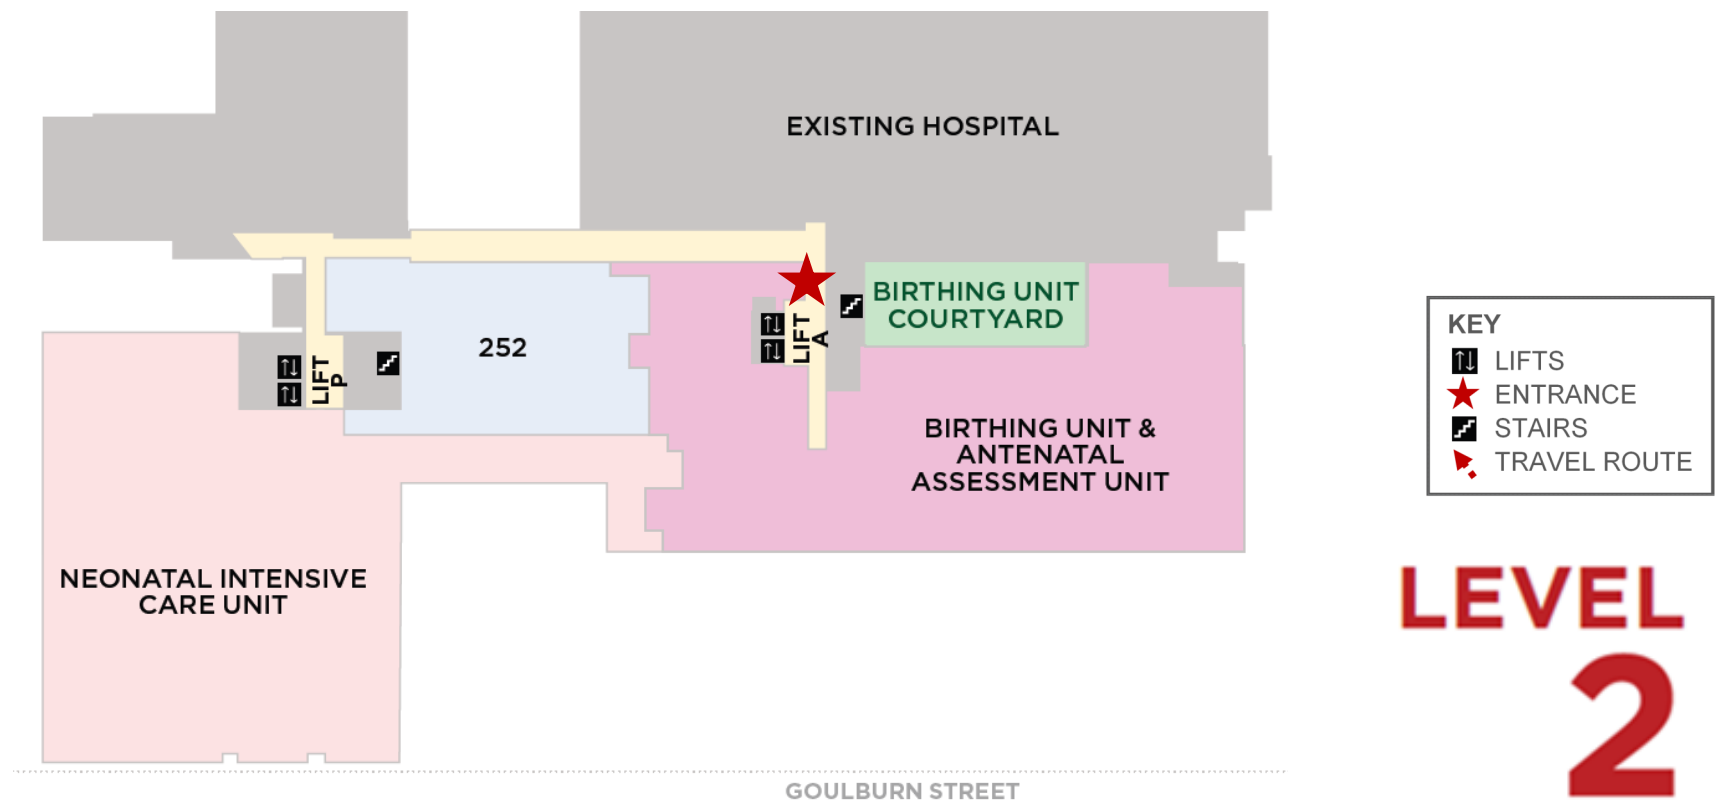 EXISTING HOSPITAL
BIRTHING UNIT
COURTYARD
LIFT
A
252
LIFT
P
BIRTHING UNIT &
ANTENATAL
ASSESSMENT UNIT
NEONATAL INTENSIVE
CARE UNIT
GOULBURN STREET
KEY
LIFTS
ENTRANCE
STAIRS
TRAVEL ROUTE
LEVEL
2